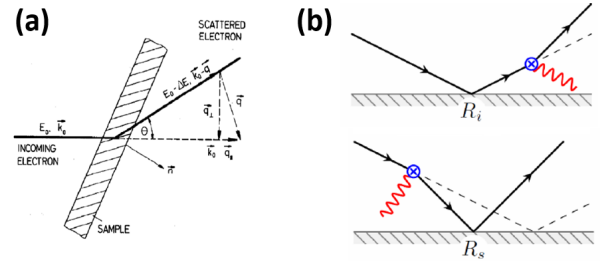 (a)
SCATTERED
ELECTRON
E₀-ΔE, k⃗₀-q⃗
q⃗⊥
q⃗
E₀, k⃗₀
θ
INCOMING
ELECTRON
k⃗₀
n⃗
SAMPLE
(b)
Rᵢ
Rₛ